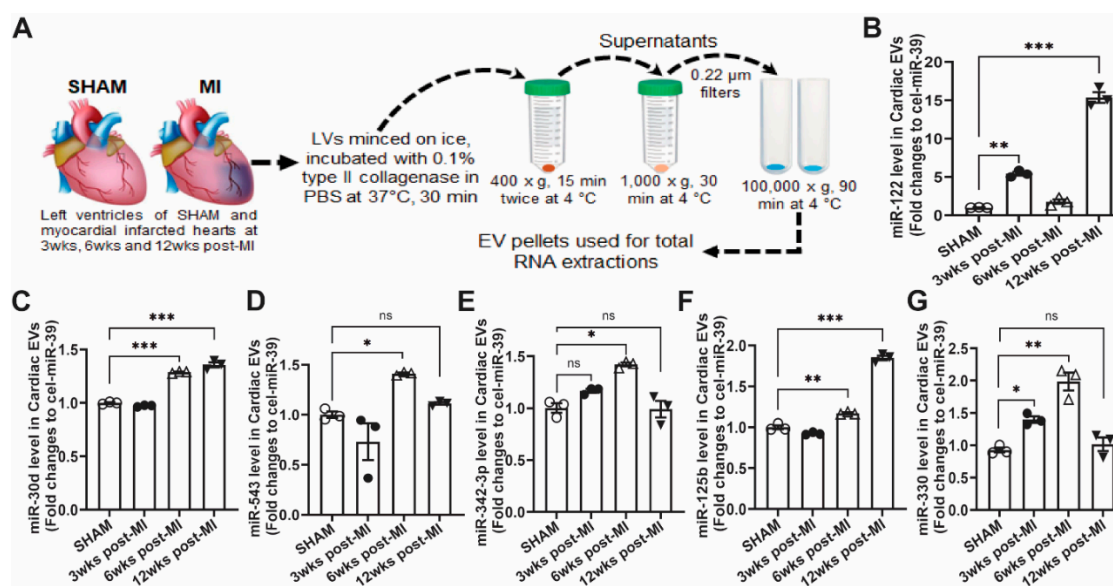 A
SHAM
MI
Left ventricles of SHAM and
myocardial infarcted hearts at
3wks, 6wks and 12wks post-MI
LVs minced on ice,
incubated with 0.1%
type II collagenase in
PBS at 37°C, 30 min
Supernatants
0.22 µm
filters
400 x g, 15 min
twice at 4 °C
1,000 x g, 30
min at 4 °C
100,000 x g, 90
min at 4°C
EV pellets used for total
RNA extractions
B
miR-122 level in Cardiac EVs
(Fold changes to cel-miR-39)
20
15
10
5
0
**
***
SHAM
3wks post-MI
6wks post-MI
12wks post-MI
C
miR-30d level in Cardiac EVs
(Fold changes to cel-miR-39)
1.5
1.0
0.5
0.0
***
***
SHAM
3wks post-MI
6wks post-MI
12wks post-MI
D
miR-543 level in Cardiac EVs
(Fold changes to cel-miR-39)
1.5
1.0
0.5
0.0
ns
*
SHAM
3wks post-MI
6wks post-MI
12wks post-MI
E
miR-342-3p level in Cardiac EVs
(Fold changes to cel-miR-39)
1.5
1.0
0.5
0.0
ns
*
ns
SHAM
3wks post-MI
6wks post-MI
12wks post-MI
F
miR-125b level in Cardiac EVs
(Fold changes to cel-miR-39)
2.0
1.5
1.0
0.5
0.0
***
**
SHAM
3wks post-MI
6wks post-MI
12wks post-MI
G
miR-330 level in Cardiac EVs
(Fold changes to cel-miR-39)
2.5
2.0
1.5
1.0
0.5
0.0
ns
**
*
SHAM
3wks post-MI
6wks post-MI
12wks post-MI